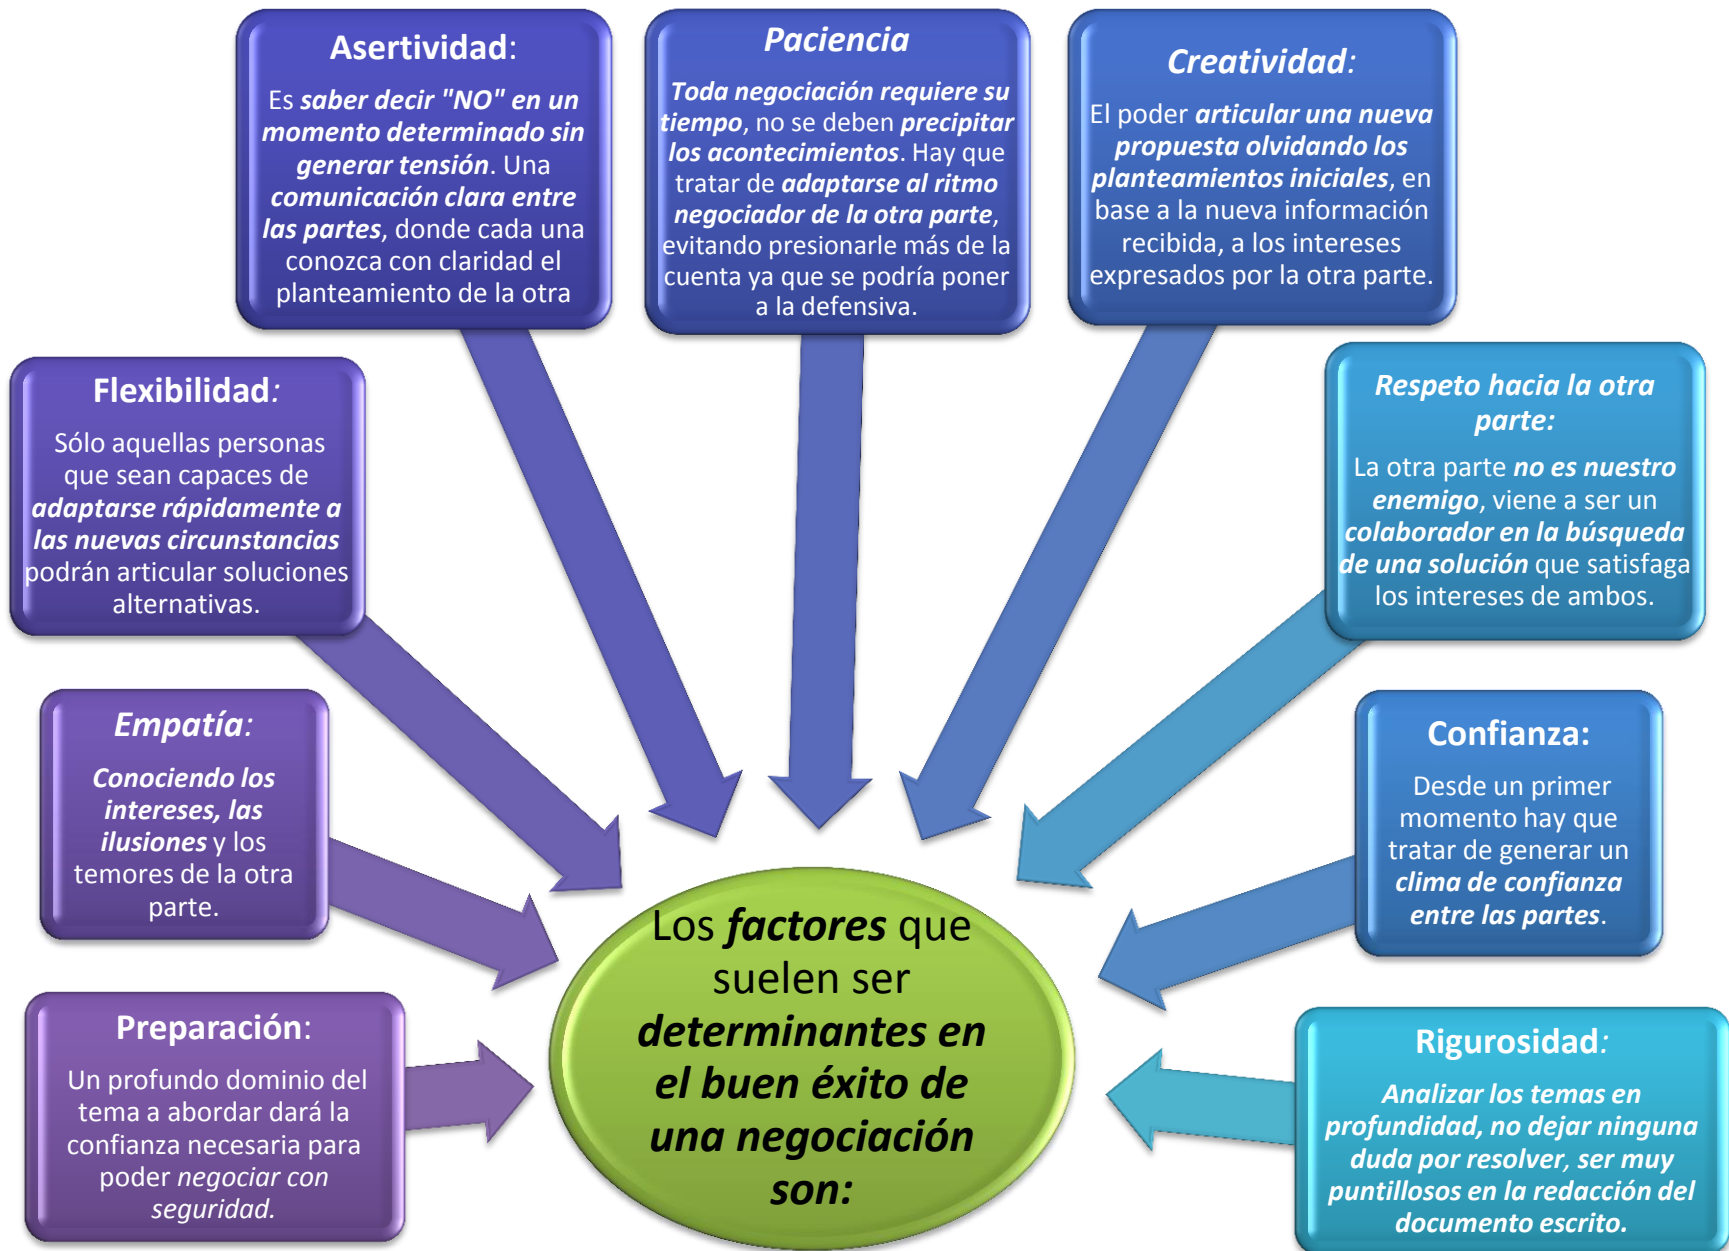 Asertividad:
Es saber decir "NO" en un
momento determinado sin
generar tensión. Una
comunicación clara entre
las partes, donde cada una
conozca con claridad el
planteamiento de la otra
Paciencia
Toda negociación requiere su
tiempo, no se deben precipitar
los acontecimientos. Hay que
tratar de adaptarse al ritmo
negociador de la otra parte,
evitando presionarle más de la
cuenta ya que se podría poner
a la defensiva.
Creatividad:
El poder articular una nueva
propuesta olvidando los
planteamientos iniciales, en
base a la nueva información
recibida, a los intereses
expresados por la otra parte.
Flexibilidad:
Sólo aquellas personas
que sean capaces de
adaptarse rápidamente a
las nuevas circunstancias
podrán articular soluciones
alternativas.
Respeto hacia la otra
parte:
La otra parte no es nuestro
enemigo, viene a ser un
colaborador en la búsqueda
de una solución que satisfaga
los intereses de ambos.
Empatía:
Conociendo los
intereses, las
ilusiones y los
temores de la otra
parte.
Confianza:
Desde un primer
momento hay que
tratar de generar un
clima de confianza
entre las partes.
Preparación:
Un profundo dominio del
tema a abordar dará la
confianza necesaria para
poder negociar con
seguridad.
Los factores que
suelen ser
determinantes en
el buen éxito de
una negociación
son:
Rigurosidad:
Analizar los temas en
profundidad, no dejar ninguna
duda por resolver, ser muy
puntillosos en la redacción del
documento escrito.